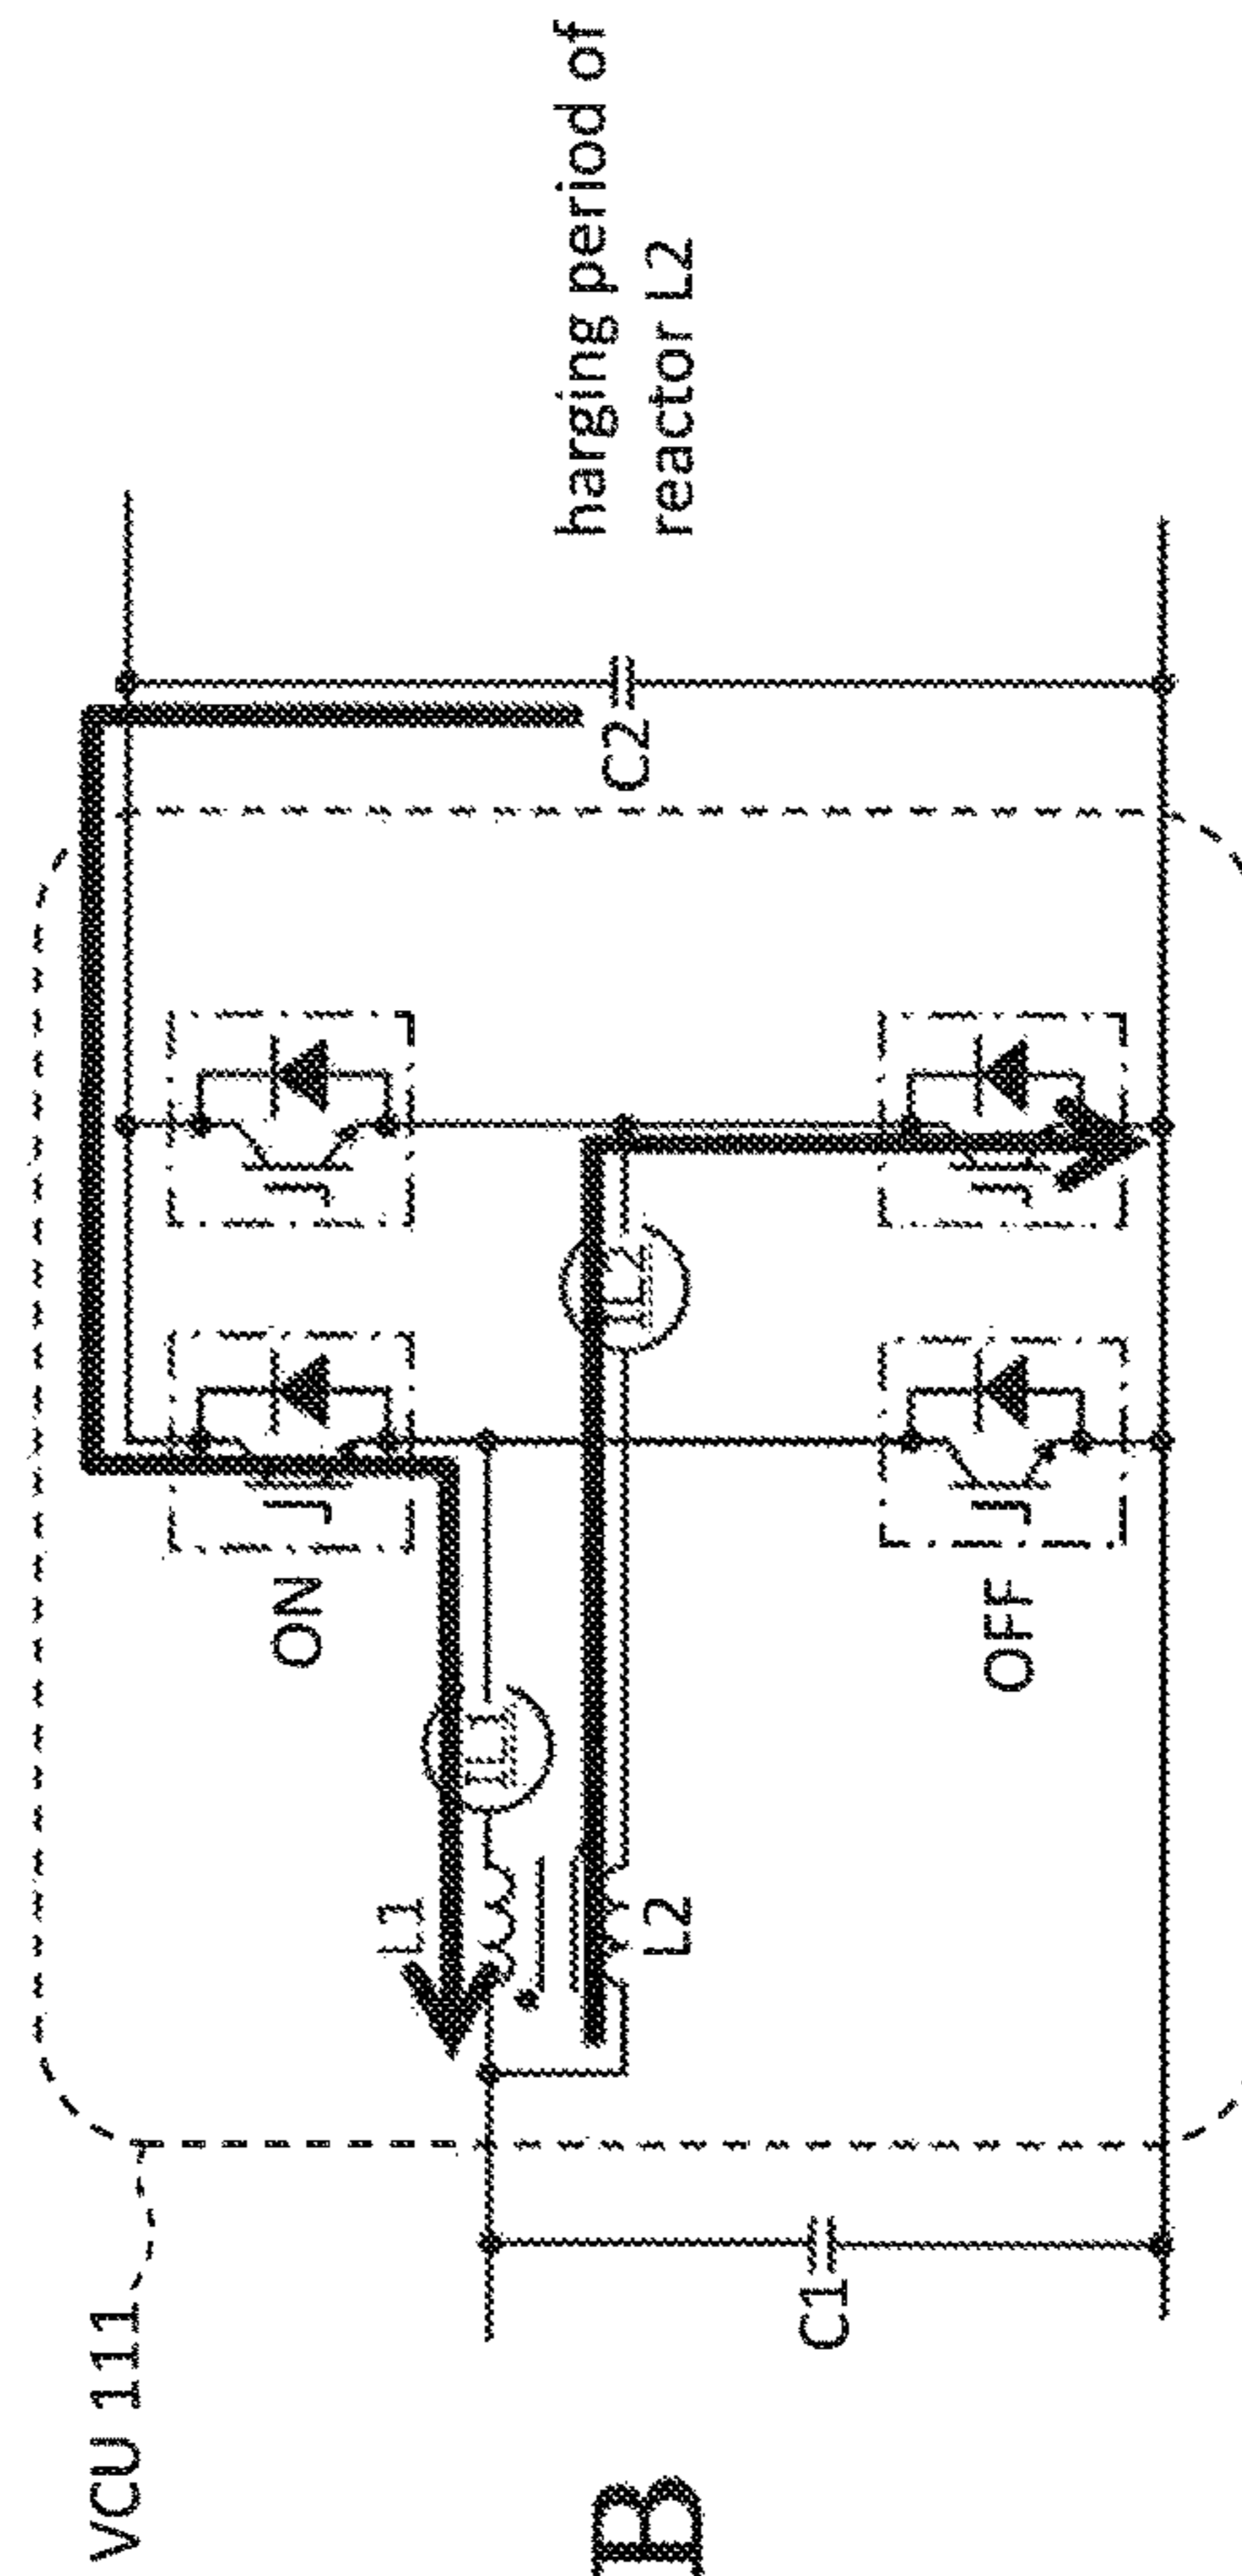 VCU 111
ON
L1
IL1
IL2
L2
C1
OFF
C2
harging period of
reactor L2
B